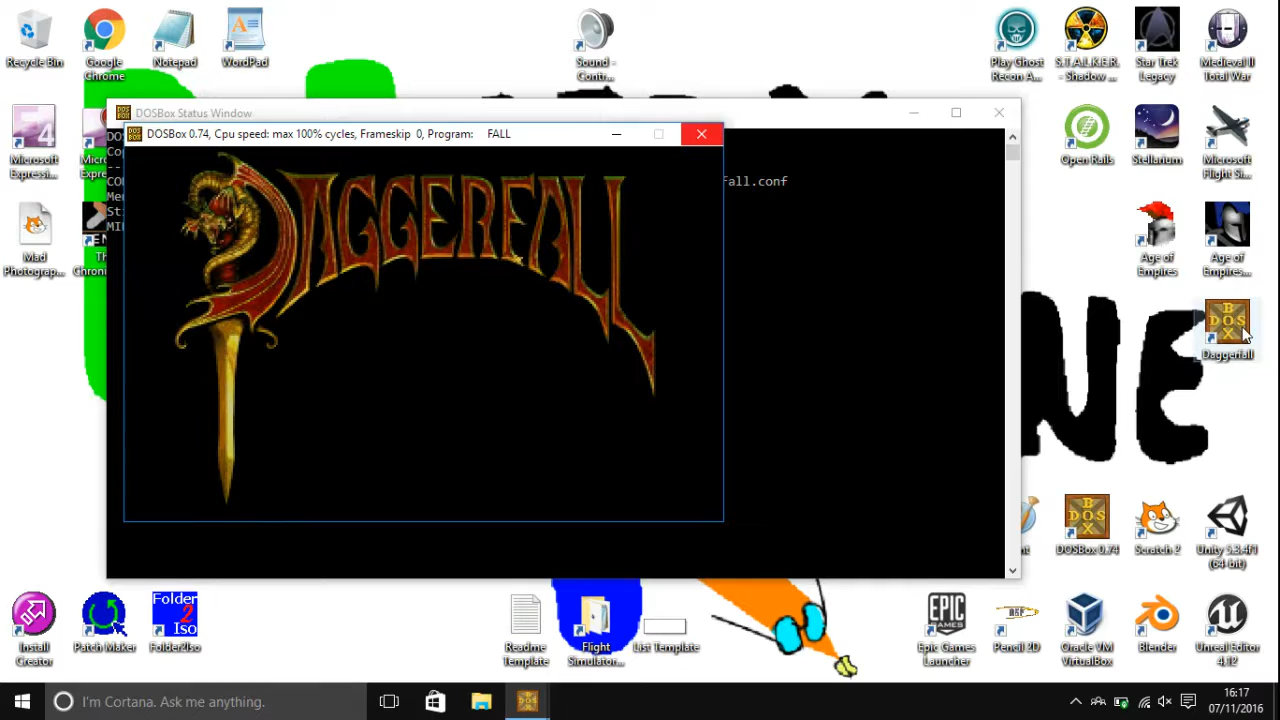 Recycle Bin
Google Chrome
Notepad
WordPad
Sound - Contr...
Play Ghost Recon A...
S.T.A.L.K.E.R. - Shadow ...
Star Trek Legacy
Medieval II Total War
DOSBox Status Window
DOSBox 0.74, Cpu speed: max 100% cycles, Frameskip 0, Program: FALL
fall.conf
DAGGERFALL
Microsoft Expressi...
Open Rails
Stellarium
Microsoft Flight Si...
Mad Photograp...
Age of Empires
Age of Empires...
Daggerfall
NE
DOSBox 0.74
Scratch 2
Unity 5.3.4f1 (64-bit)
Folder 2 Iso
Install Creator
Patch Maker
Folder2Iso
Readme Template
Flight Simulator...
List Template
EPIC GAMES
Epic Games Launcher
Pencil 2D
Oracle VM VirtualBox
Blender
Unreal Editor 4.12
I'm Cortana. Ask me anything.
16:17
07/11/2016